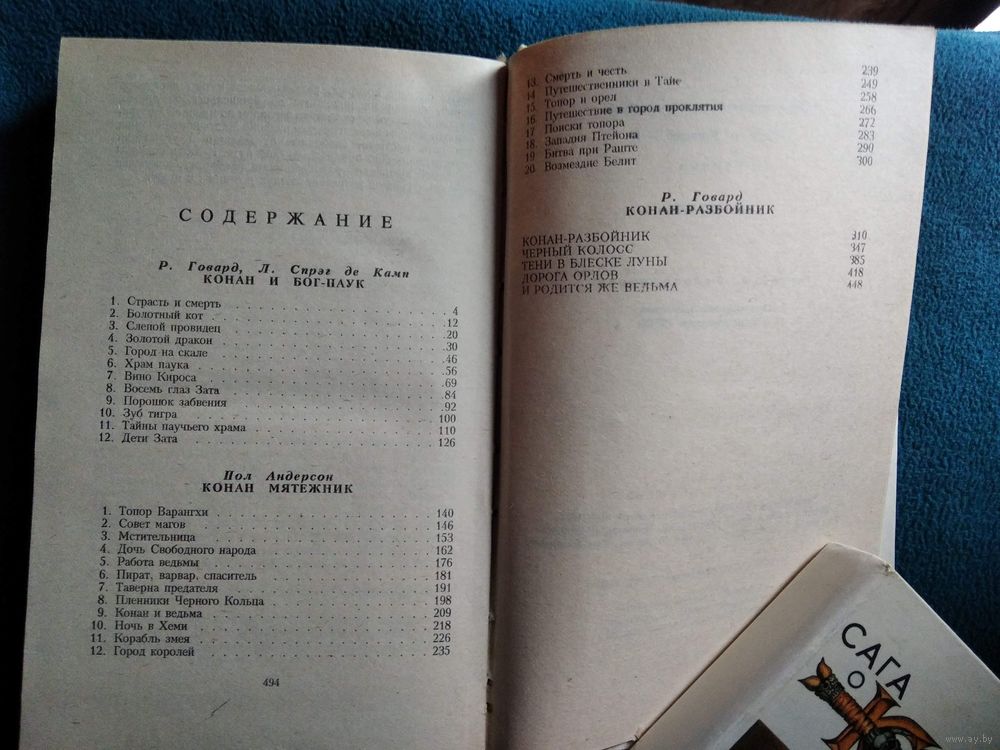 СОДЕРЖАНИЕ
Р. Говард, Л. Спрэг де Камп
КОНАН И БОГ-ПАУК
1. Страсть и смерть 4
2. Болотный кот 12
3. Слепой провидец 20
4. Золотой дракон 30
5. Город на скале 46
6. Храм паука 56
7. Вино Кироса 69
8. Восемь глаз Зата 84
9. Порошок забвения 92
10. Зуб тигра 100
11. Тайны паучьего храма 110
12. Дети Зата 126
Пол Андерсон
КОНАН МЯТЕЖНИК
1. Топор Варангхи 140
2. Совет магов 146
3. Мстительница 153
4. Дочь Свободного народа 162
5. Работа ведьмы 176
6. Пират, варвар, спаситель 181
7. Таверна предателя 191
8. Пленники Черного Кольца 198
9. Конан и ведьма 209
10. Ночь в Хеми 218
11. Корабль змея 226
12. Город королей 235
494
13. Смерть и честь 239
14 Путешественники в Тайе 249
15. Топор и орел 258
16. Путешествие в город проклятия 266
17 Поиски топора 272
18. Западня Птейона 283
19. Битва при Раште 290
20. Возмездие Белит 300
Р. Говард
КОНАН-РАЗБОЙНИК
КОНАН-РАЗБОЙНИК 310
ЧЕРНЫЙ КОЛОСС 347
ТЕНИ В БЛЕСКЕ ЛУНЫ 385
ДОРОГА ОРЛОВ 418
И РОДИТСЯ ЖЕ ВЕДЬМА 448
САГА
О
www.ay.by